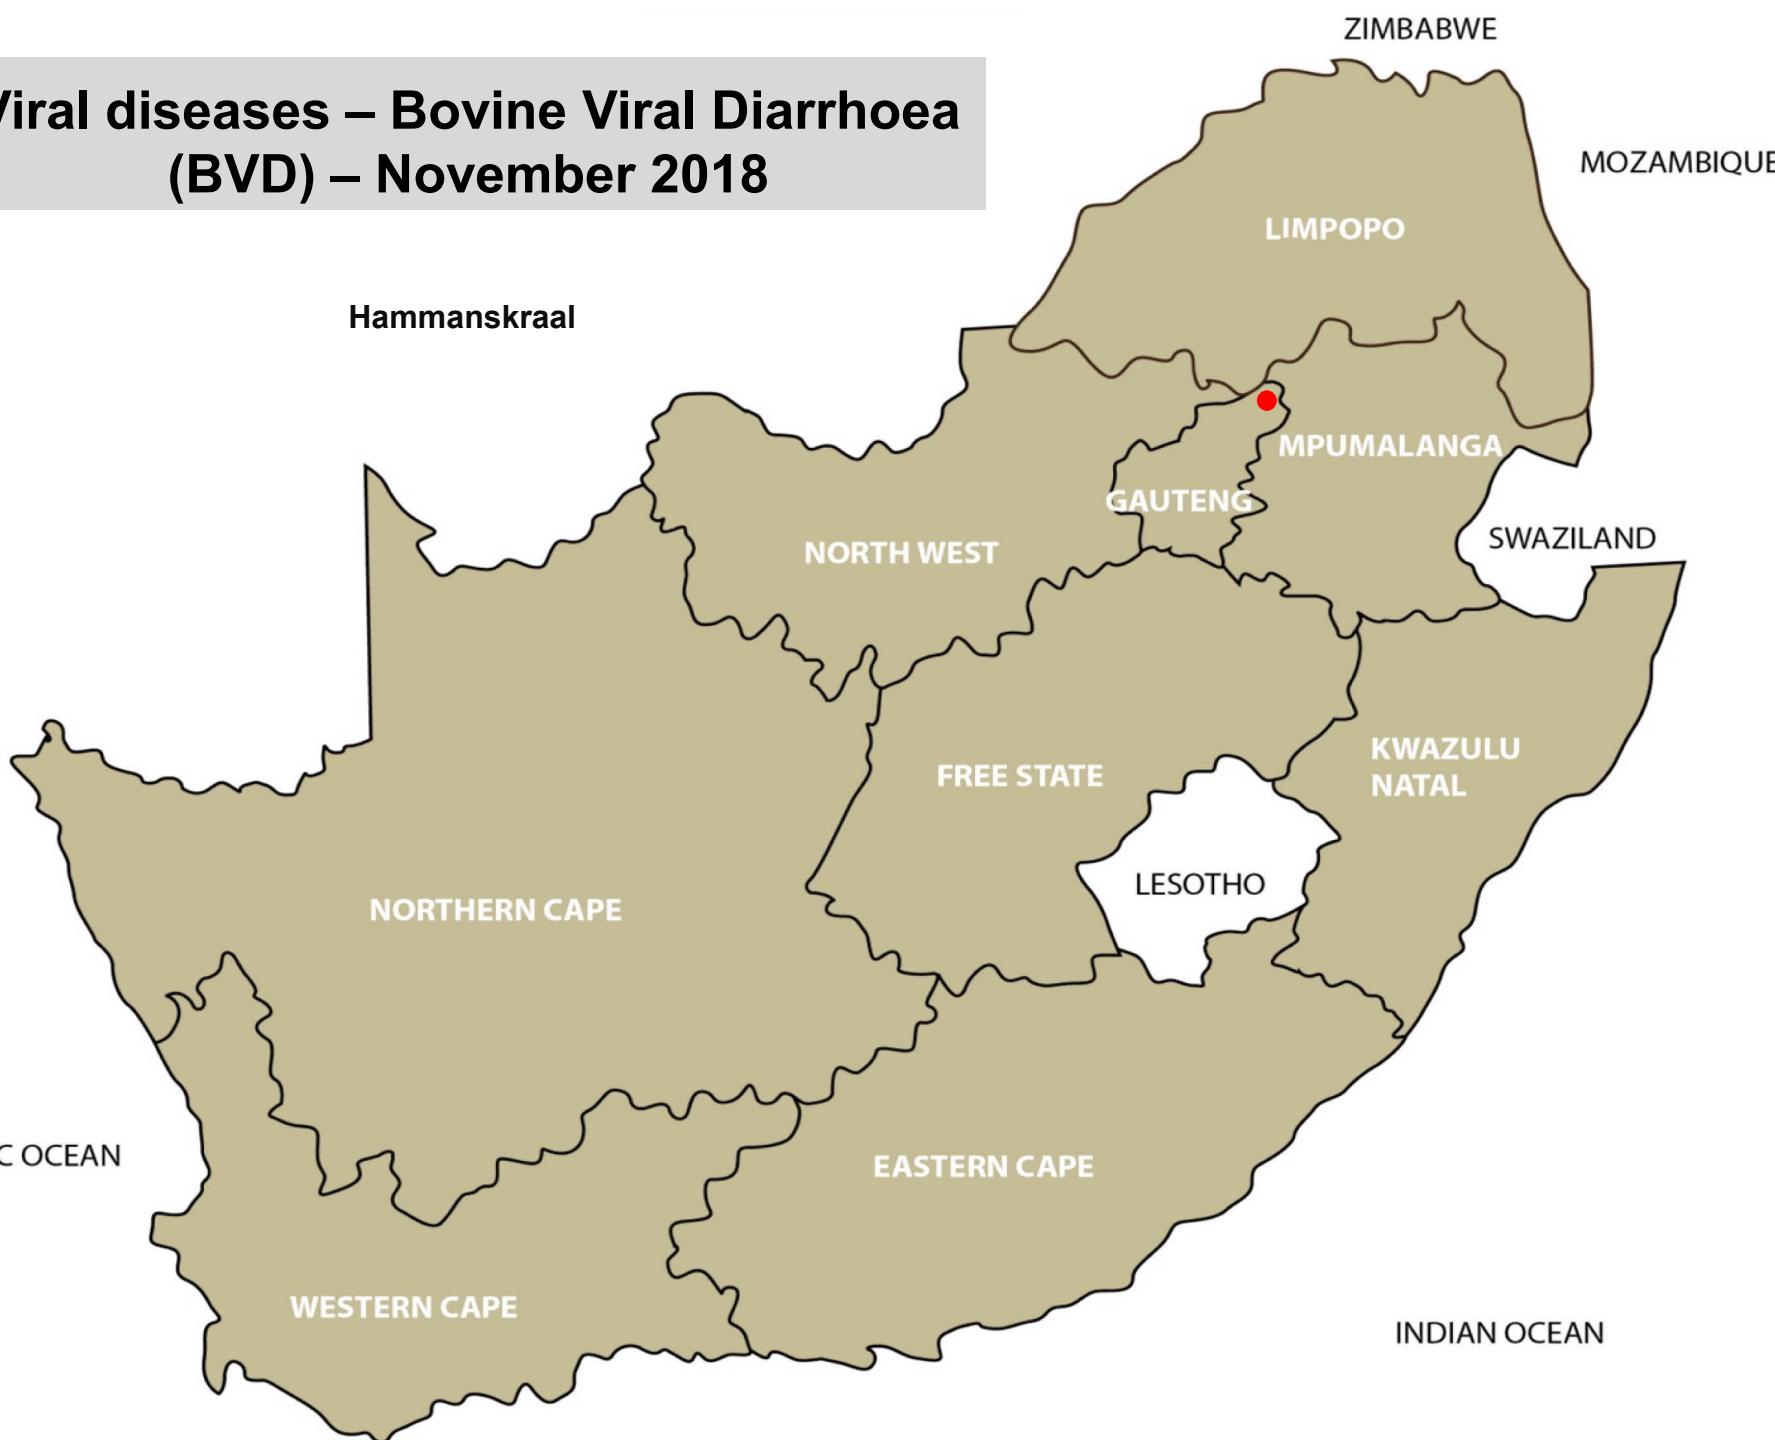 ZIMBABWE
Viral diseases – Bovine Viral Diarrhoea
(BVD) – November 2018
MOZAMBIQUE
LIMPOPO
Hammanskraal
MPUMALANGA
GAUTENG
SWAZILAND
NORTH WEST
KWAZULU
NATAL
FREE STATE
LESOTHO
NORTHERN CAPE
C OCEAN
EASTERN CAPE
WESTERN CAPE
INDIAN OCEAN